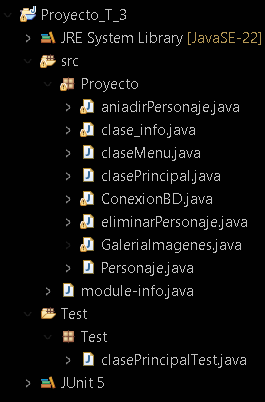 Proyecto_T_3
JRE System Library [JavaSE-22]
src
Proyecto
aniadirPersonaje.java
clase_info.java
claseMenu.java
clasePrincipal.java
ConexionBD.java
eliminarPersonaje.java
GaleriaImagenes.java
Personaje.java
module-info.java
Test
Test
clasePrincipalTest.java
JUnit 5